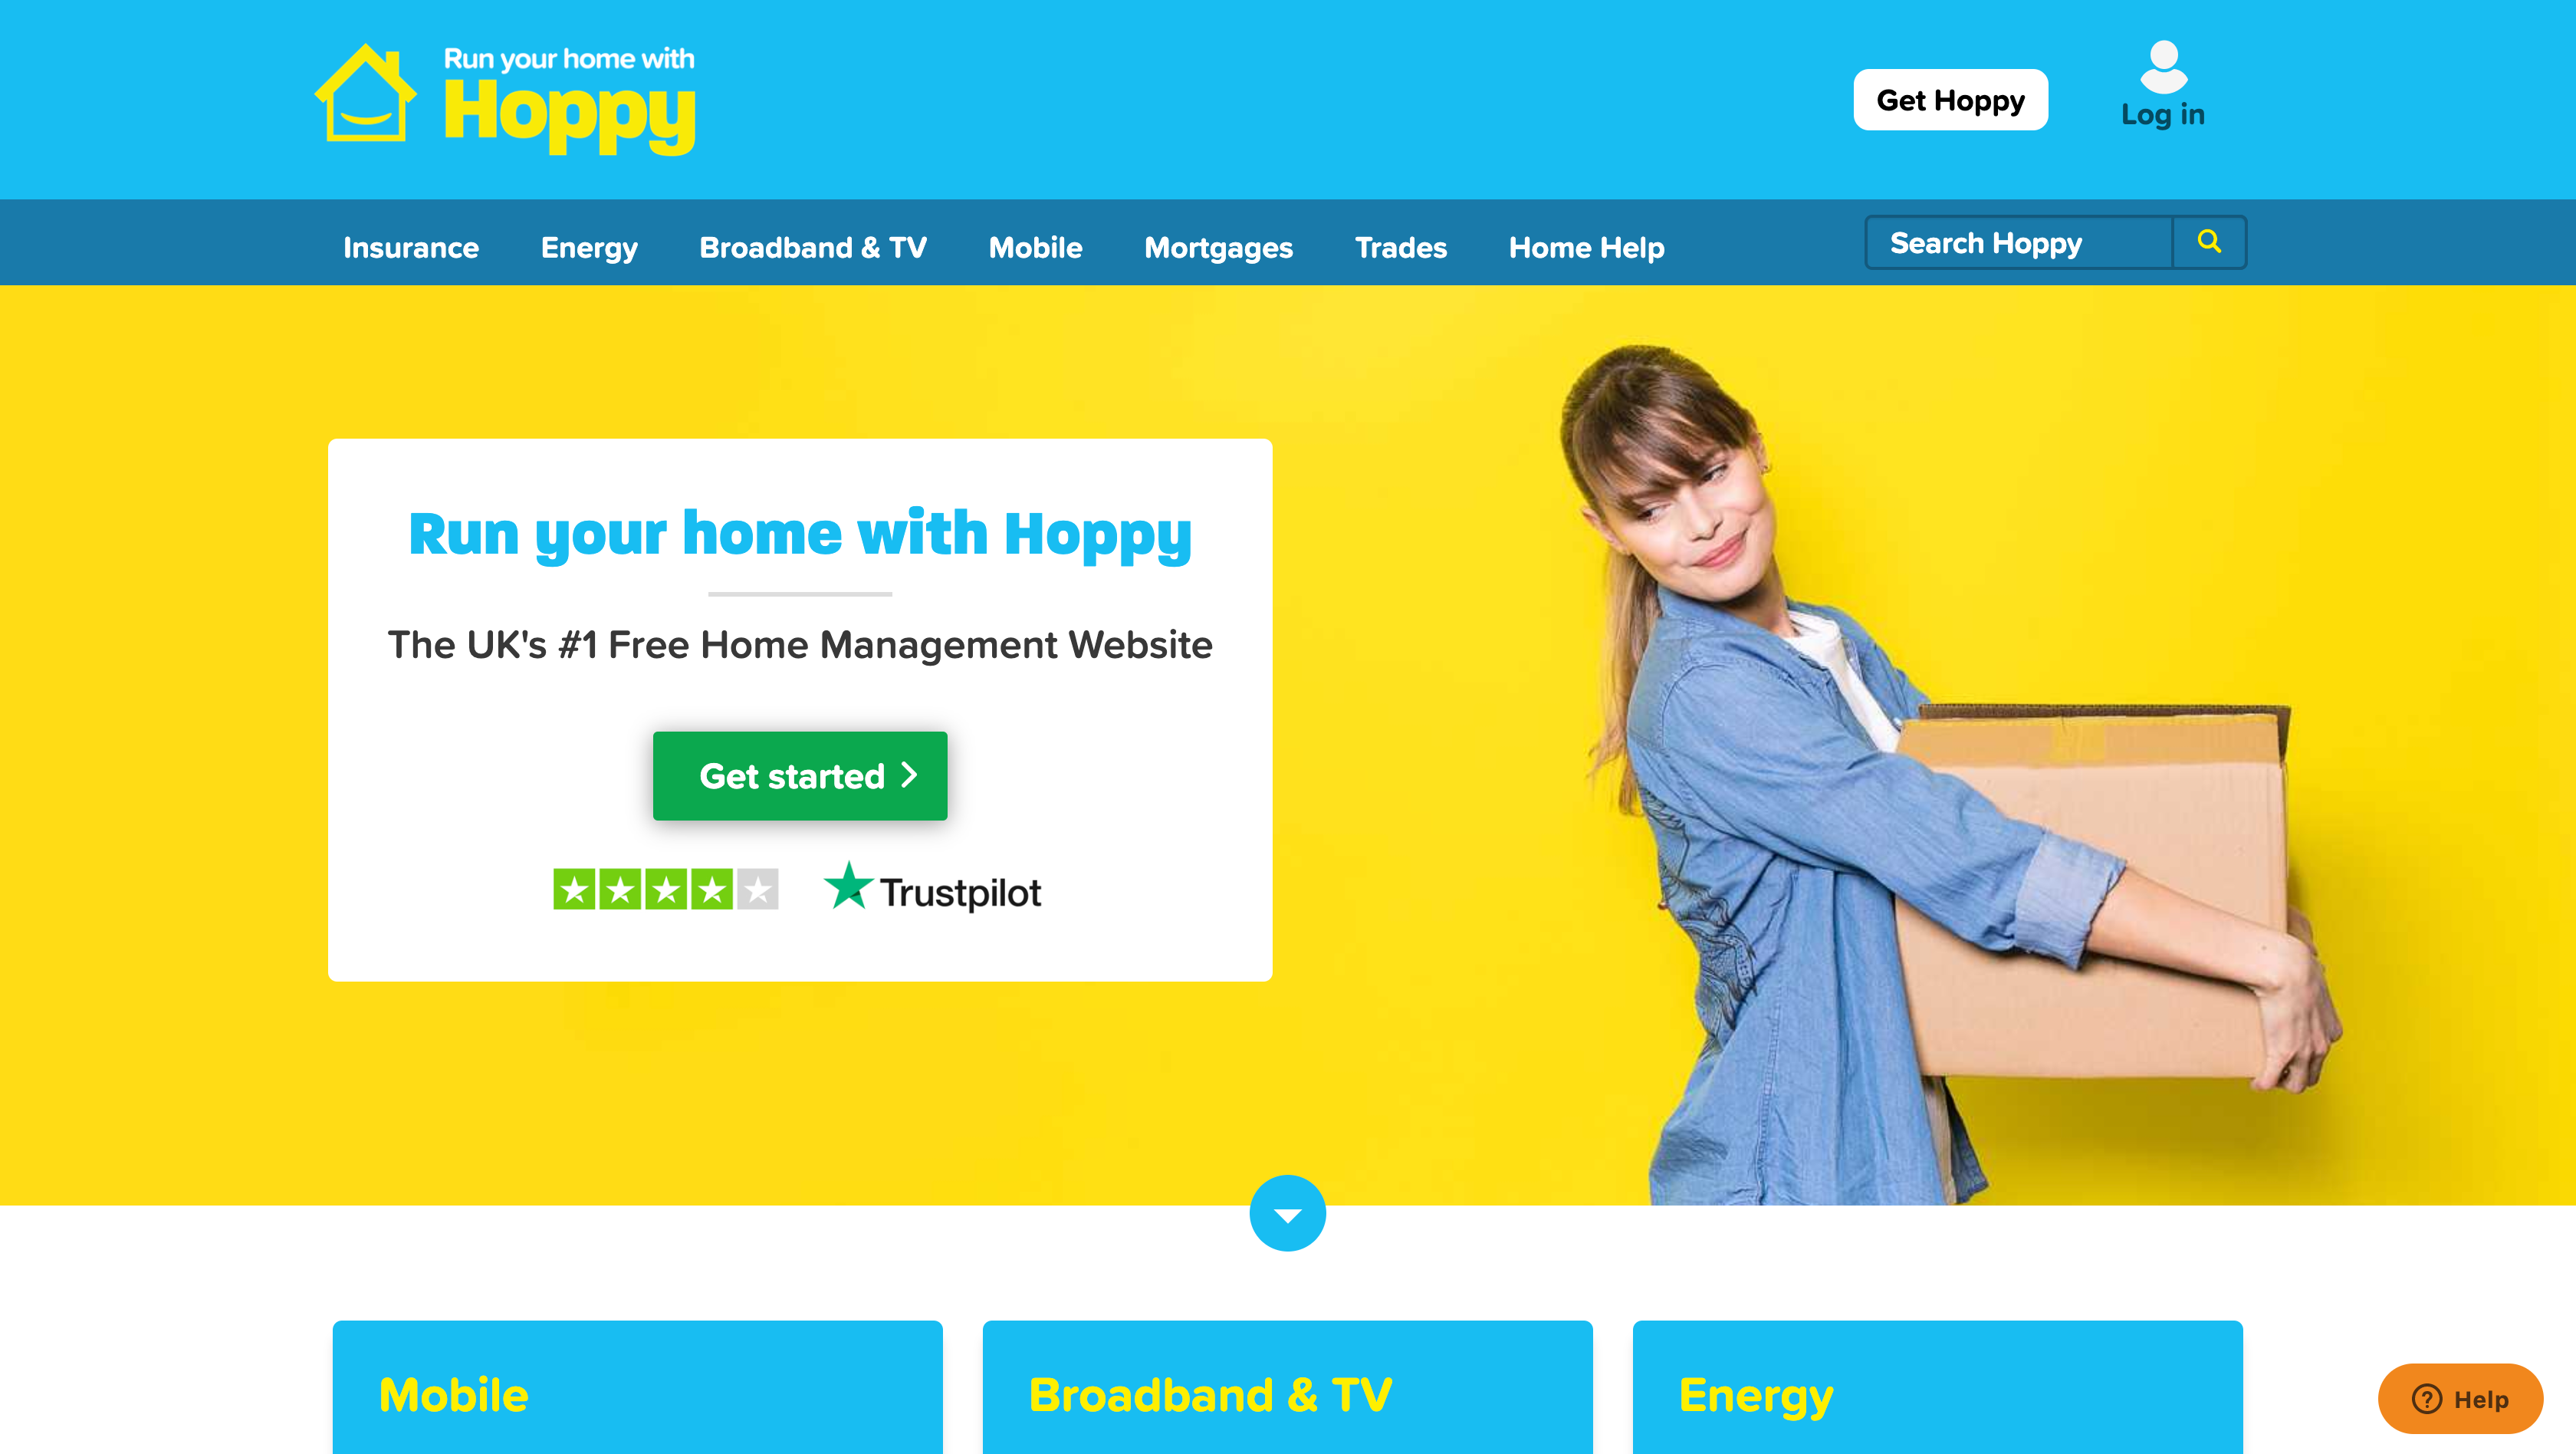 Run your home with
Hoppy
Get Hoppy
Log in
Insurance
Energy
Broadband & TV
Mobile
Mortgages
Trades
Home Help
Search Hoppy
Run your home with Hoppy
The UK's #1 Free Home Management Website
Get started
Trustpilot
Mobile
Broadband & TV
Energy
Help